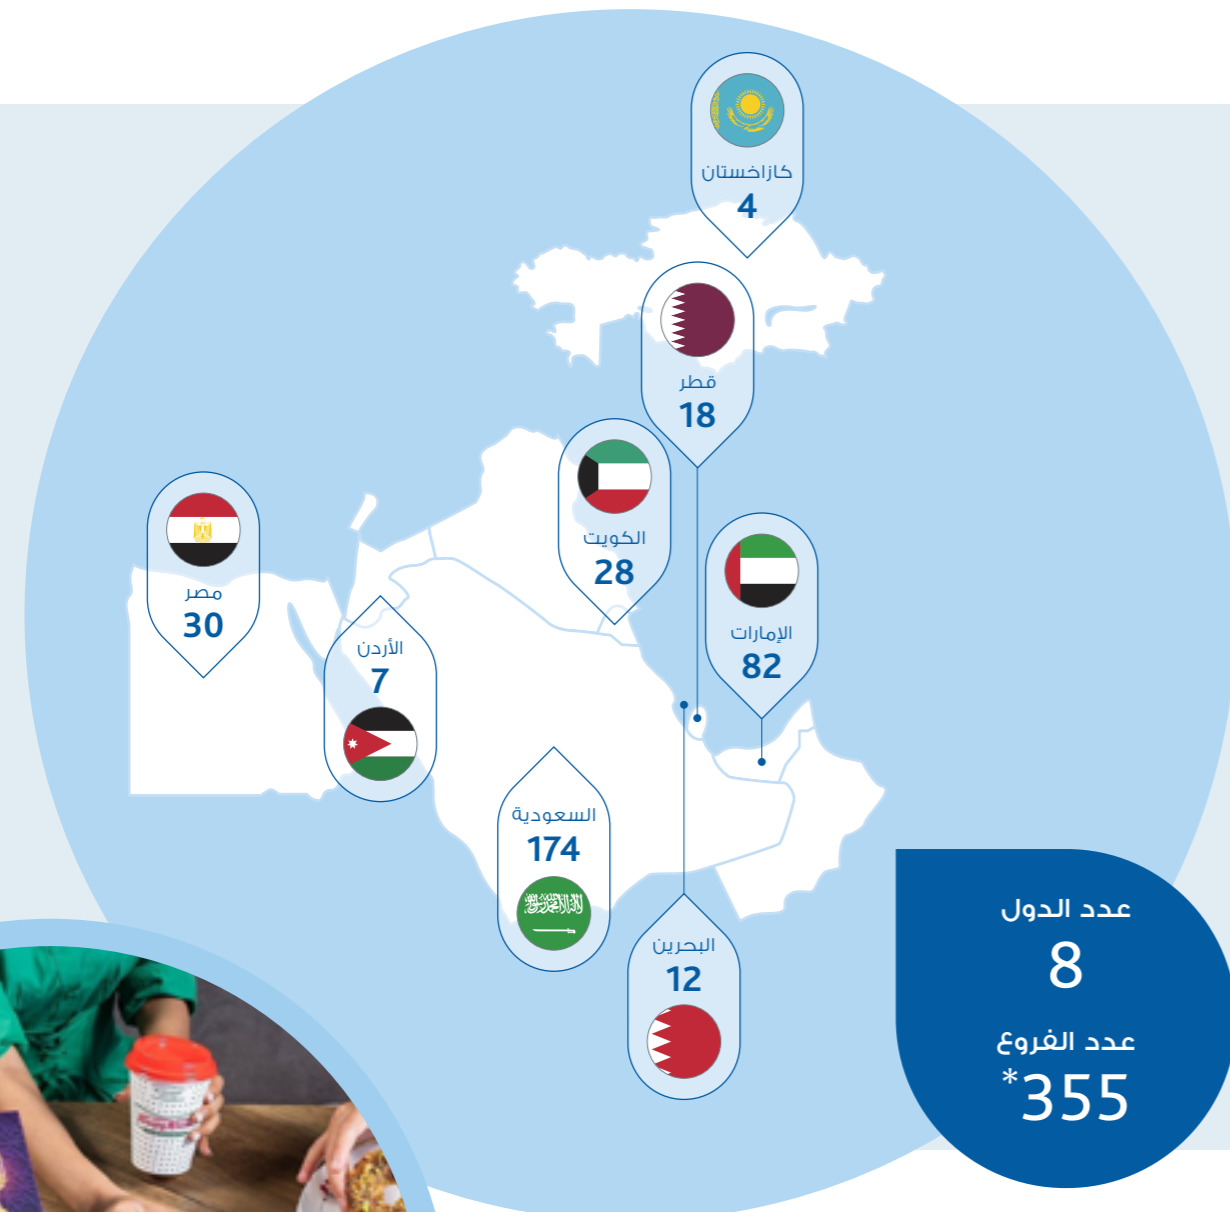 كازاخستان
4
قطر
18
الكويت
28
مصر
30
الإمارات
82
الأردن
7
السعودية
174
البحرين
12
عدد الدول
8
عدد الفروع
355*